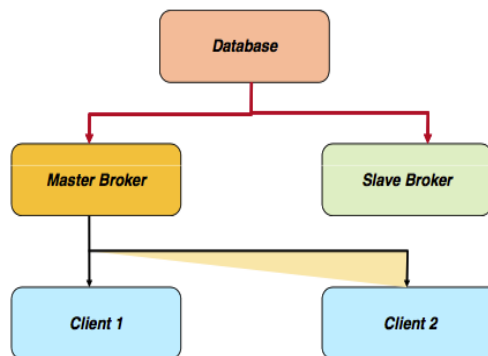 Database
Master Broker
Slave Broker
Client 1
Client 2